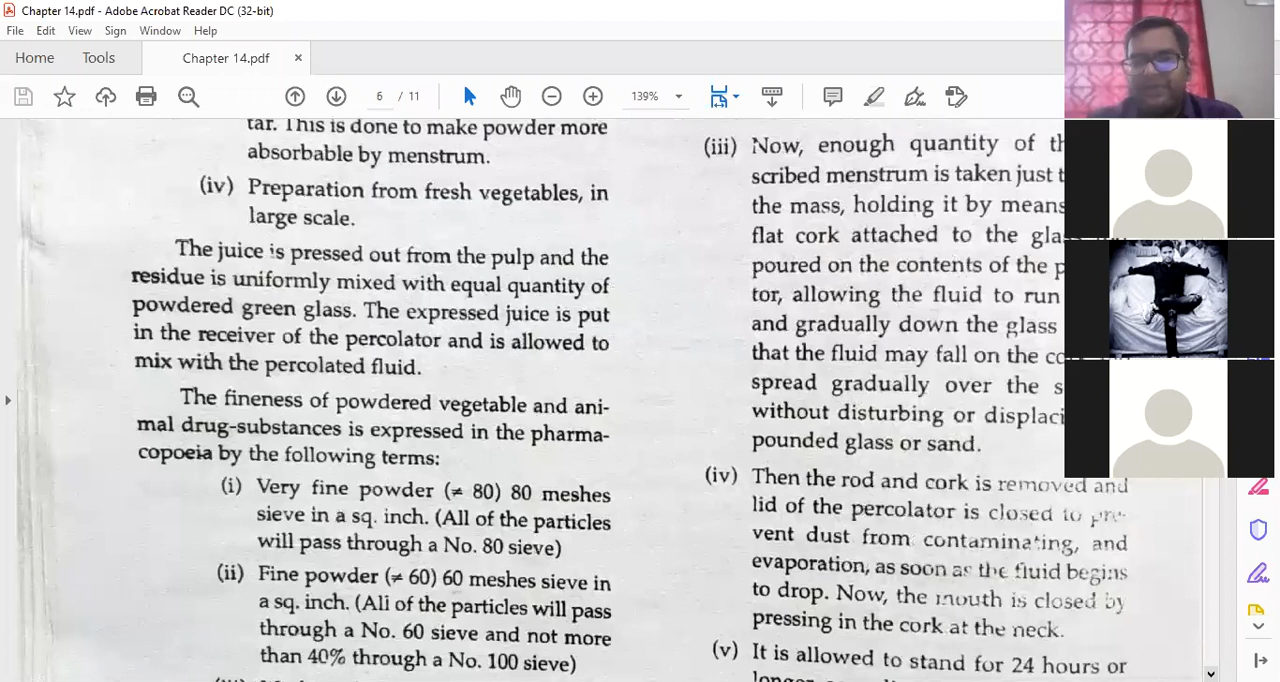 Chapter 14.pdf - Adobe Acrobat Reader DC (32-bit)
File Edit View Sign Window Help
Home Tools Chapter 14.pdf ×
6 / 11 139%
tar. This is done to make powder more
absorbable by menstrum.
(iv) Preparation from fresh vegetables, in
large scale.
The juice is pressed out from the pulp and the
residue is uniformly mixed with equal quantity of
powdered green glass. The expressed juice is put
in the receiver of the percolator and is allowed to
mix with the percolated fluid.
The fineness of powdered vegetable and ani-
mal drug-substances is expressed in the pharma-
copoeia by the following terms:
(i) Very fine powder (≠ 80) 80 meshes
sieve in a sq. inch. (All of the particles
will pass through a No. 80 sieve)
(ii) Fine powder (≠ 60) 60 meshes sieve in
a sq. inch. (All of the particles will pass
through a No. 60 sieve and not more
than 40% through a No. 100 sieve)
(iii) Now, enough quantity of
scribed menstrum is taken just
the mass, holding it by means
flat cork attached to the
poured on the contents of the
tor, allowing the fluid to run
and gradually down the glass
that the fluid may fall on the
spread gradually over the
without disturbing or
pounded glass or sand.
(iv) Then the rod and cork is removed and
lid of the percolator is closed to pre-
vent dust from contaminating, and
evaporation, as soon as the fluid begins
to drop. Now, the mouth is closed by
pressing in the cork at the neck.
(v) It is allowed to stand for 24 hours or